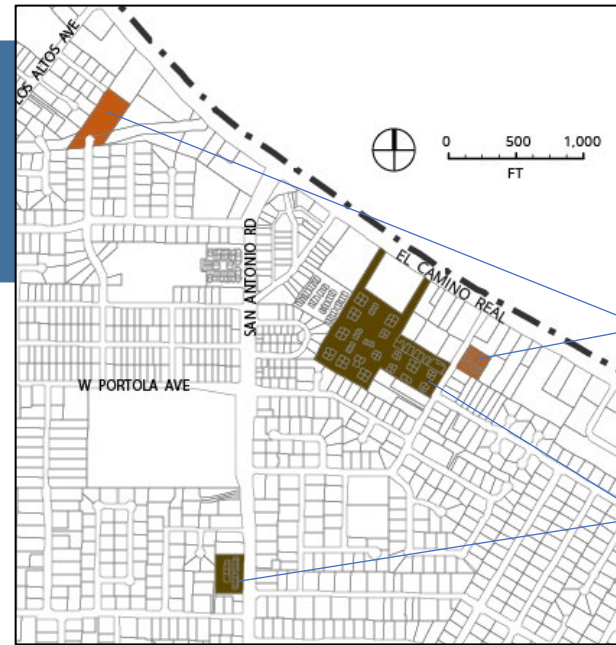 LOS ALTOS AVE
0 500 1,000
FT
SAN ANTONIO RD
EL CAMINO REAL
W PORTOLA AVE